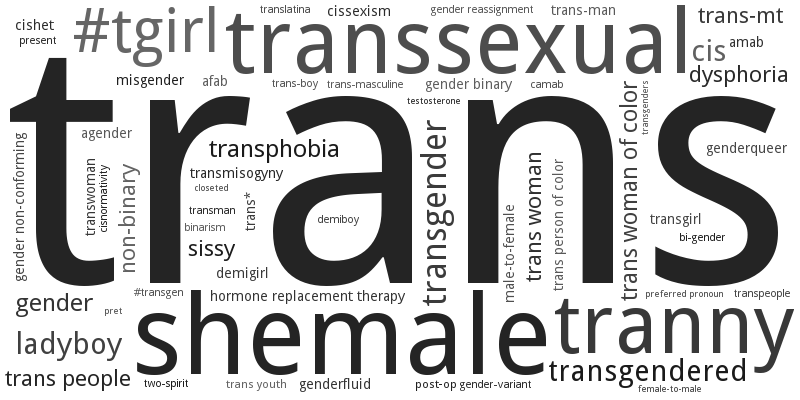 translatina
cissexism
gender reassignment
trans-man
trans-mt
cishet
#tgirl
transsexual
present
cis
amab
misgender
afab
trans-boy
trans-masculine
gender binary
camab
dysphoria
trans
testosterone
transgenders
agender
transphobia
genderqueer
gender non-conforming
transwoman
cisnormativity
non-binary
transmisogyny
closeted
trans*
transman
binarism
demiboy
sissy
demigirl
transgender
male-to-female
trans woman
trans person of color
trans woman of color
transgirl
bi-gender
#transgen
hormone replacement therapy
preferred pronoun
transpeople
gender
pret
shemale
tranny
ladyboy
trans people
two-spirit
trans youth
genderfluid
post-op
gender-variant
transgendered
female-to-male